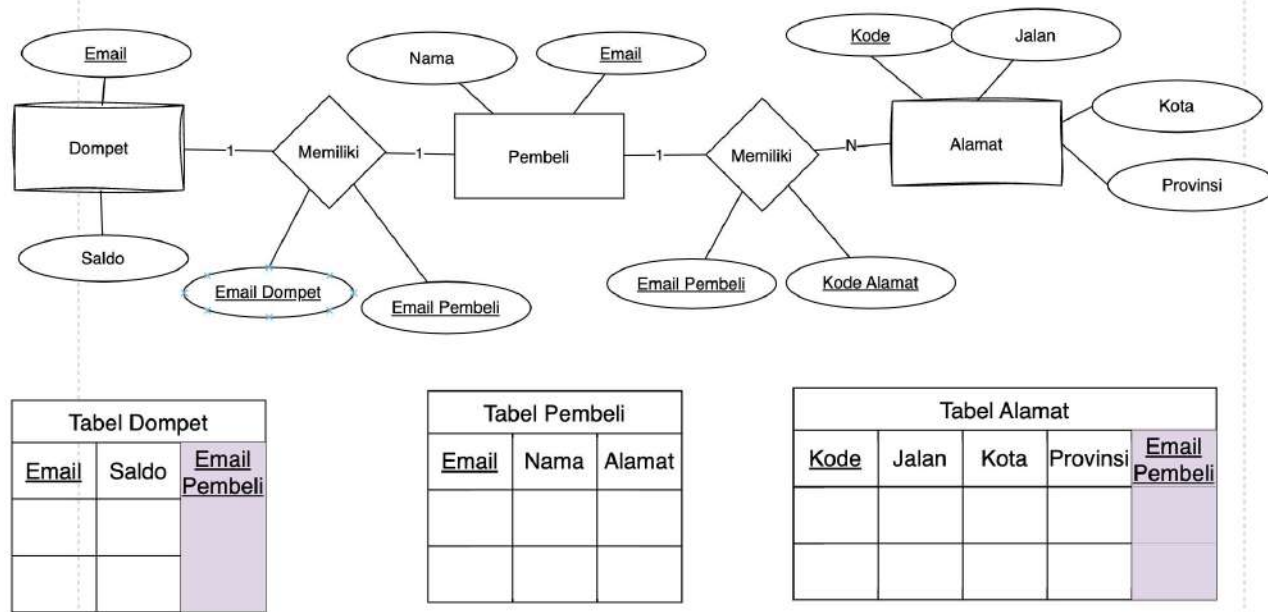 Email
Nama
Email
Kode
Jalan
Kota
Dompet
1
Memiliki
1
Pembeli
1
Memiliki
N
Alamat
Provinsi
Saldo
Email Dompet
Email Pembeli
Email Pembeli
Kode Alamat
Tabel Dompet
Email
Saldo
Email
Pembeli
Tabel Pembeli
Email
Nama
Alamat
Tabel Alamat
Kode
Jalan
Kota
Provinsi
Email
Pembeli